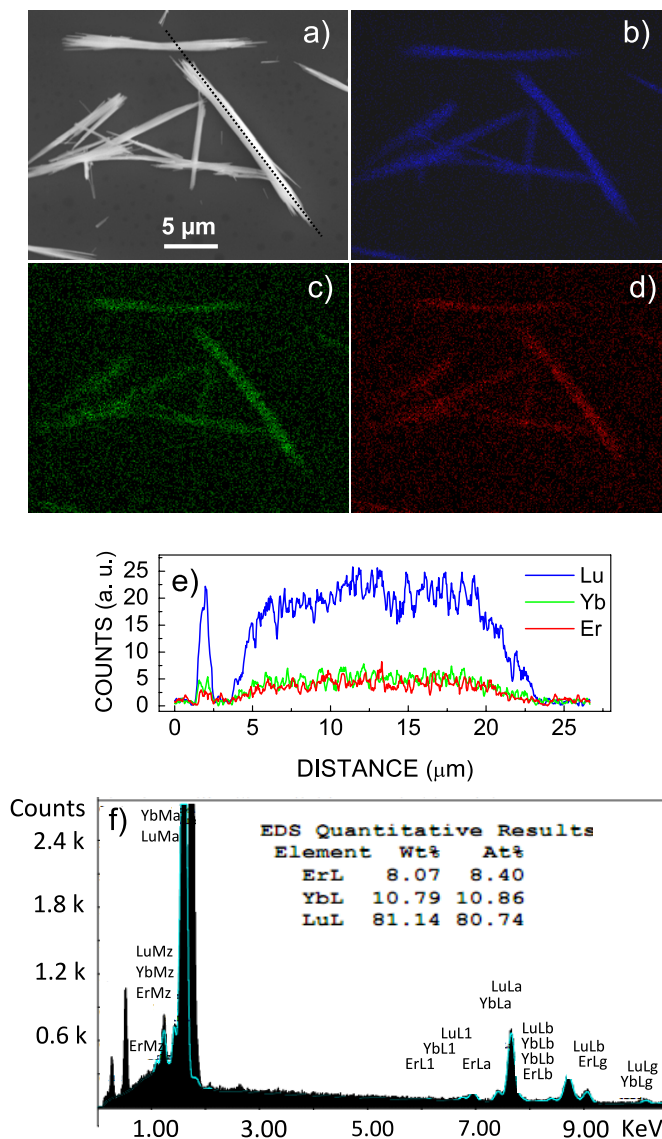 a)
b)
5 µm
c)
d)
e)
COUNTS (a. u.)
25
20
15
10
5
0
Lu
Yb
Er
0 5 10 15 20 25
DISTANCE (µm)
Counts
f)
2.4 k
1.8 k
1.2 k
0.6 k
YbMa
LuMa
EDS Quantitative Results
Element Wt% At%
ErL 8.07 8.40
YbL 10.79 10.86
LuL 81.14 80.74
LuMz
YbMz
ErMz
ErMz
LuL1
YbL1
ErL1
ErLa
LuLa
YbLa
LuLb
YbLb
YbLb
ErLb
LuLb
ErLg
LuLg
YbLg
1.00 3.00 5.00 7.00 9.00 KeV